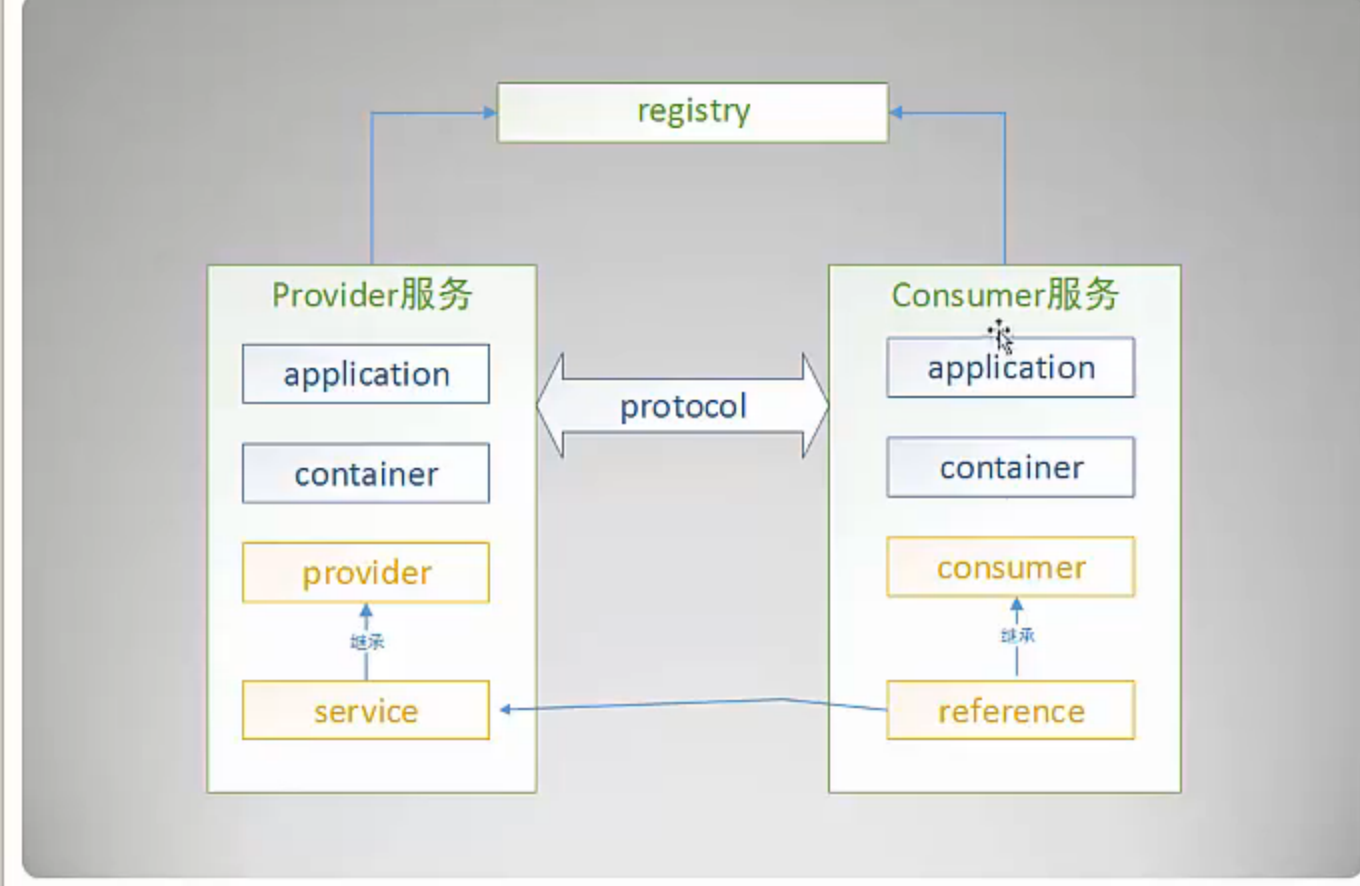 registry
Provider服务
application
container
provider
继承
service
protocol
Consumer服务
application
container
consumer
继承
reference